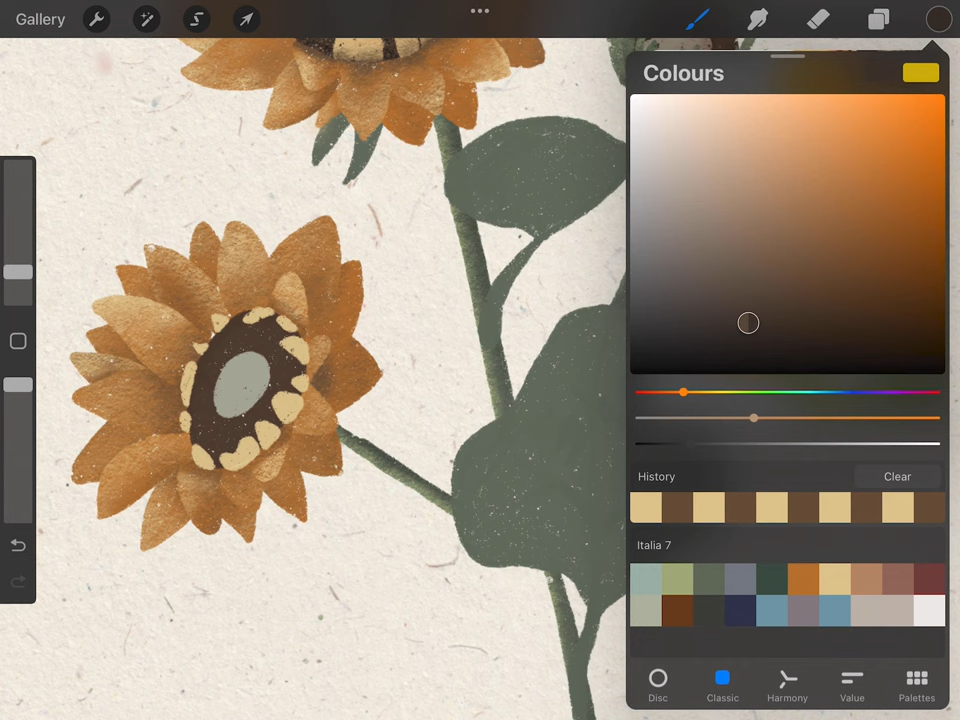 Gallery
Colours
History
Clear
Italia 7
Disc
Classic
Harmony
Value
Palettes